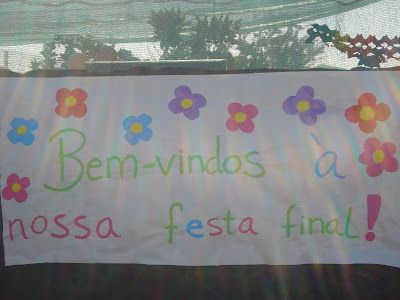 Bem-vindos à
nossa festa final!